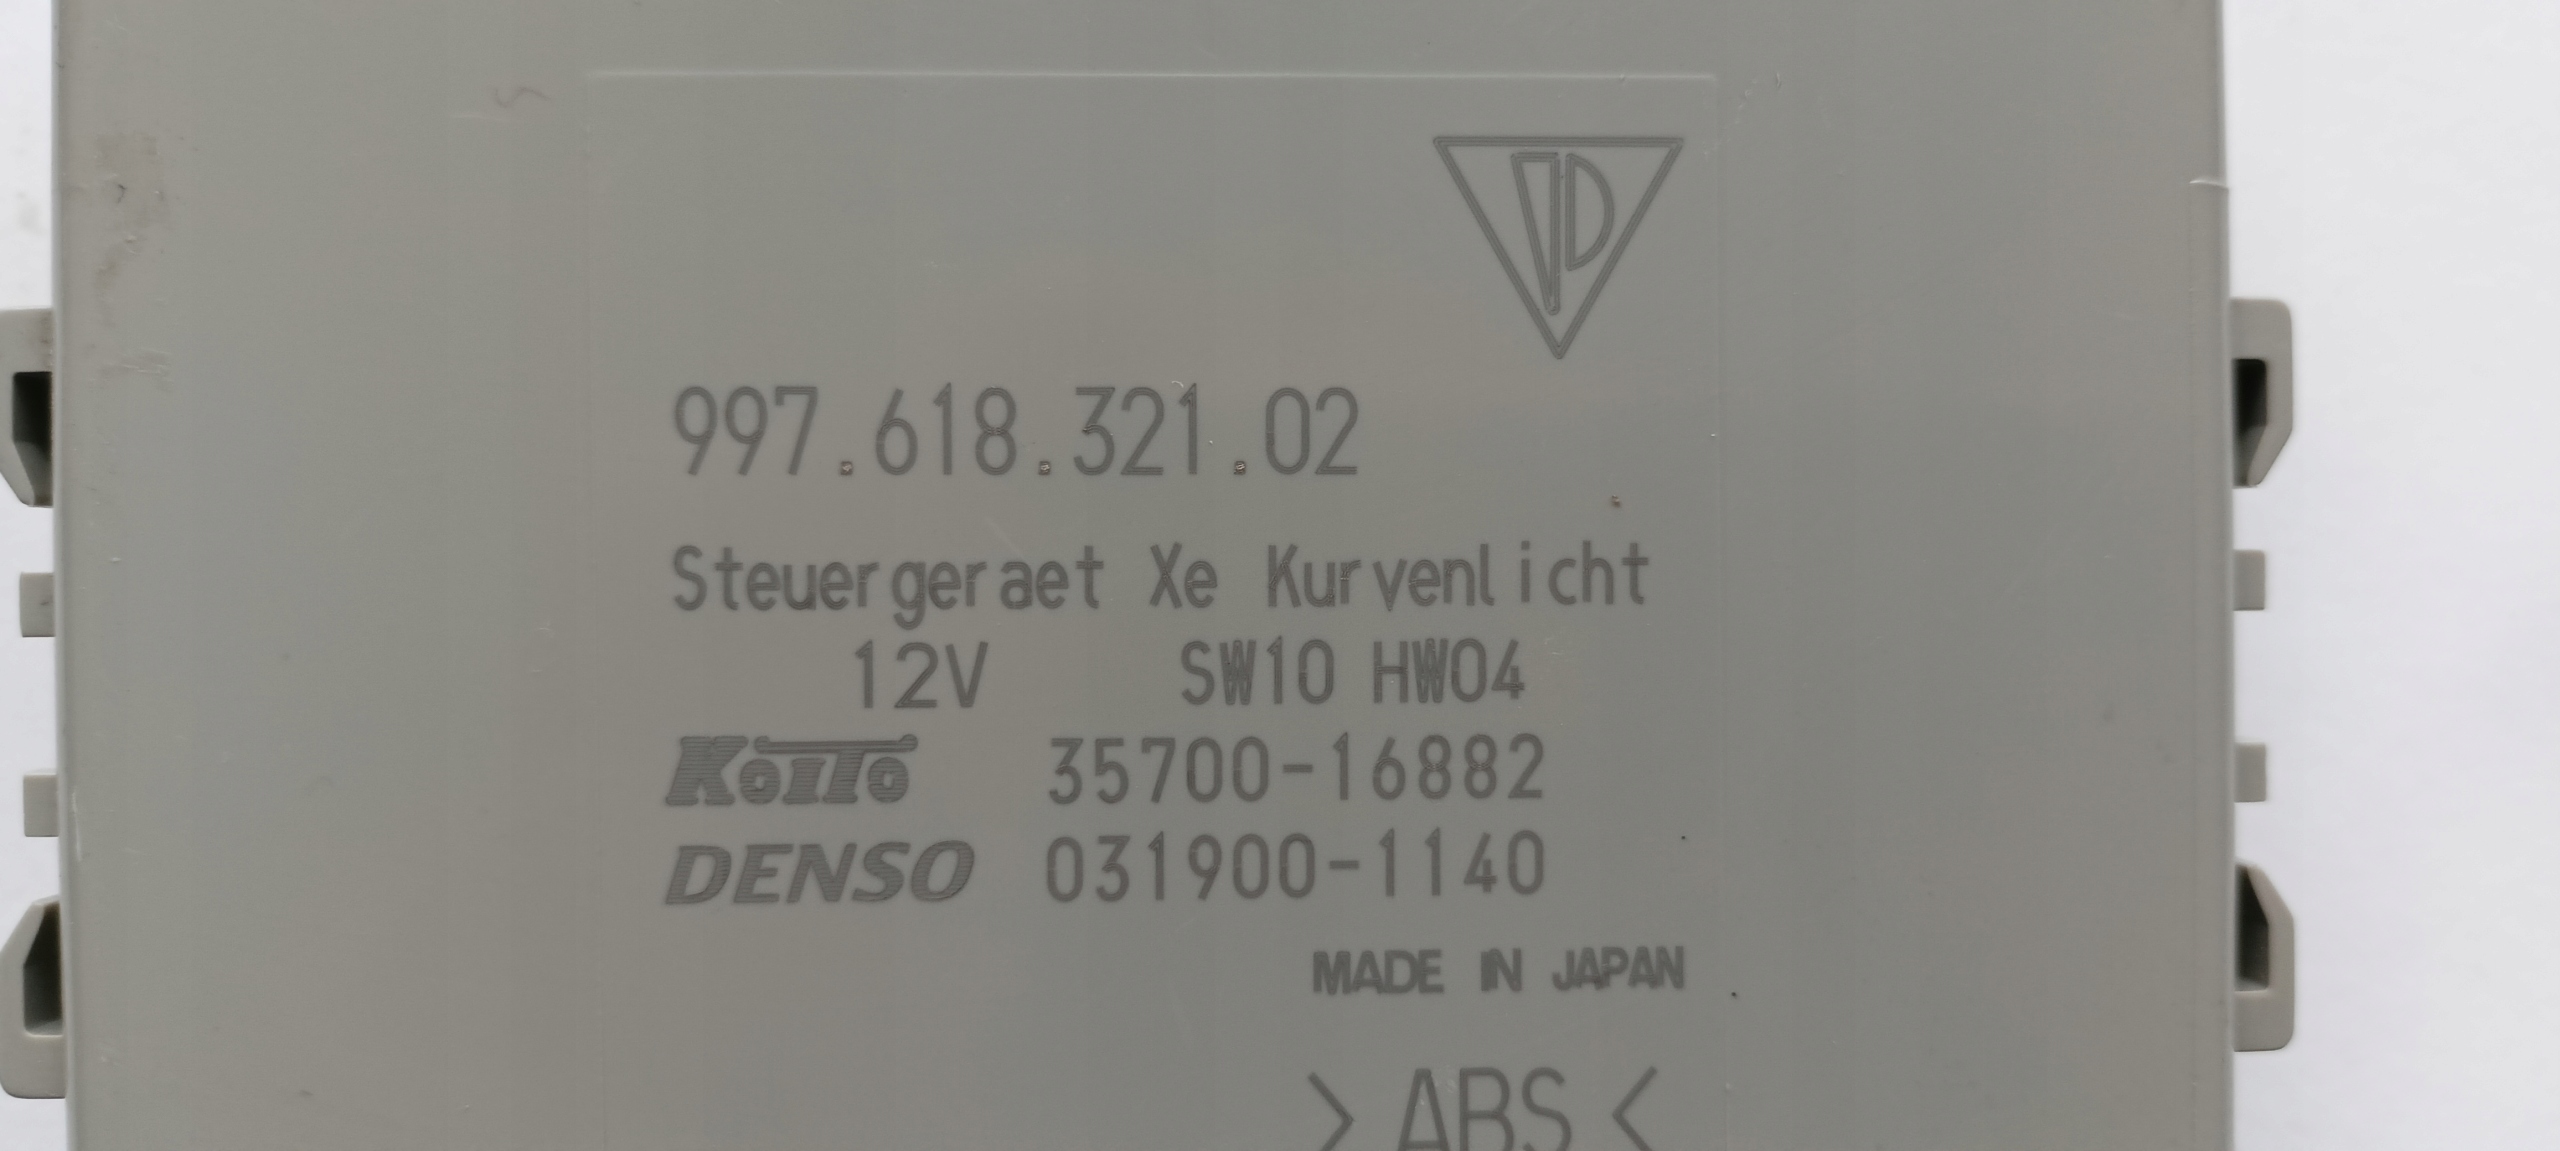 997.618.321.02
Steuergeraet Xe Kurvenlicht
12V SW10 HW04
KOITO 35700-16882
DENSO 031900-1140
MADE IN JAPAN
>ABS<